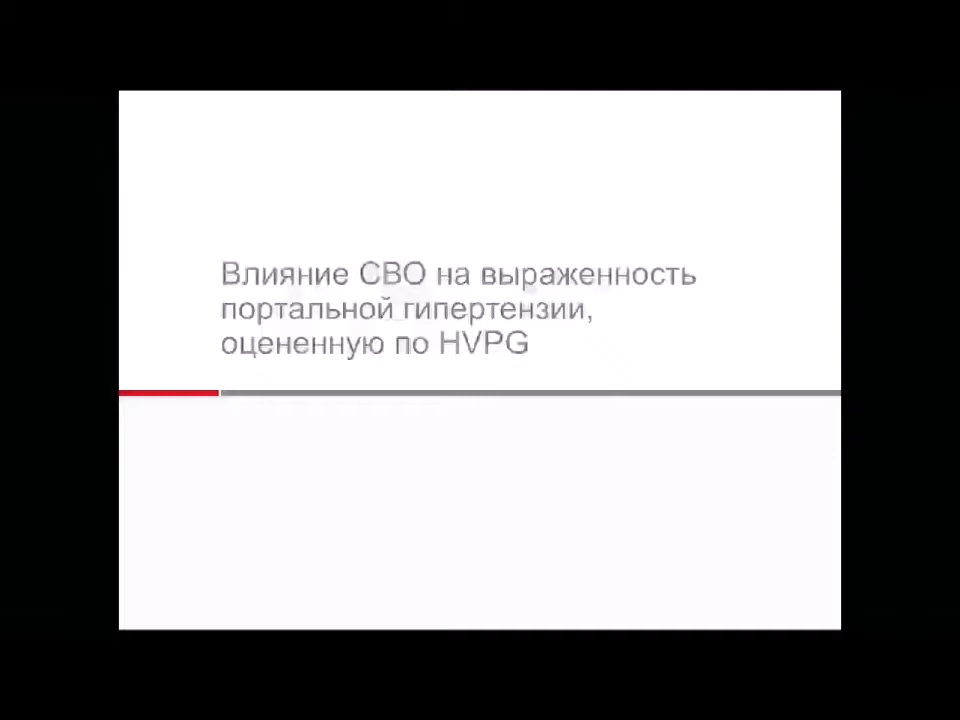 Влияние СВО на выраженность
портальной гипертензии,
оцененную по HVPG